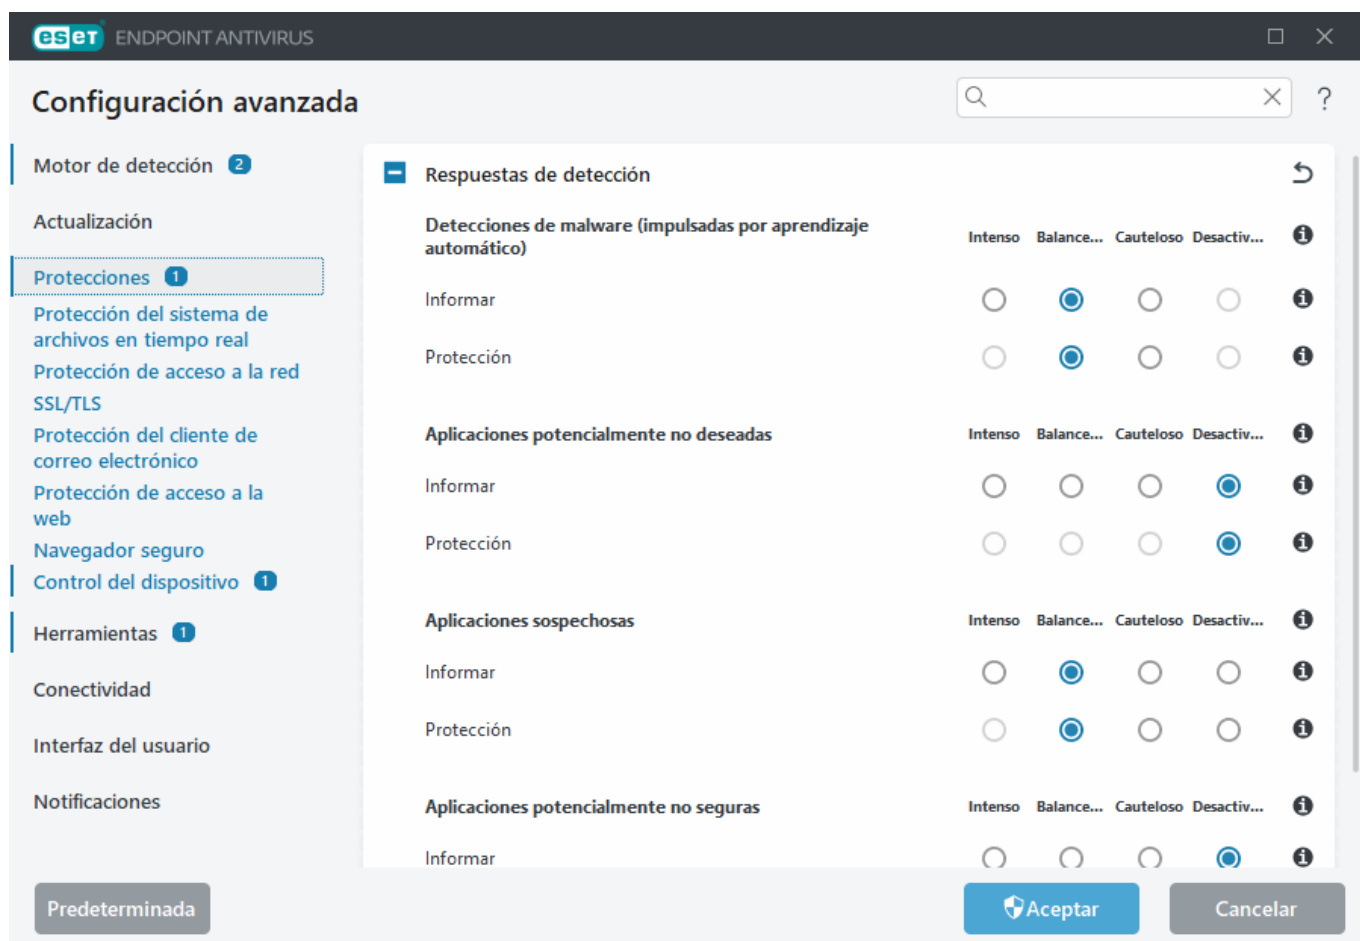 eset ENDPOINT ANTIVIRUS
Configuración avanzada
?
Motor de detección 2
Actualización
Protecciones 1
Protección del sistema de
archivos en tiempo real
Protección de acceso a la red
SSL/TLS
Protección del cliente de
correo electrónico
Protección de acceso a la
web
Navegador seguro
Control del dispositivo 1
Herramientas 1
Conectividad
Interfaz del usuario
Notificaciones
Respuestas de detección
Detecciones de malware (impulsadas por aprendizaje
automático)
Intenso Balance... Cauteloso Desactiv...
Informar
Protección
Aplicaciones potencialmente no deseadas Intenso Balance... Cauteloso Desactiv...
Informar
Protección
Aplicaciones sospechosas Intenso Balance... Cauteloso Desactiv...
Informar
Protección
Aplicaciones potencialmente no seguras Intenso Balance... Cauteloso Desactiv...
Informar
Predeterminada Aceptar Cancelar